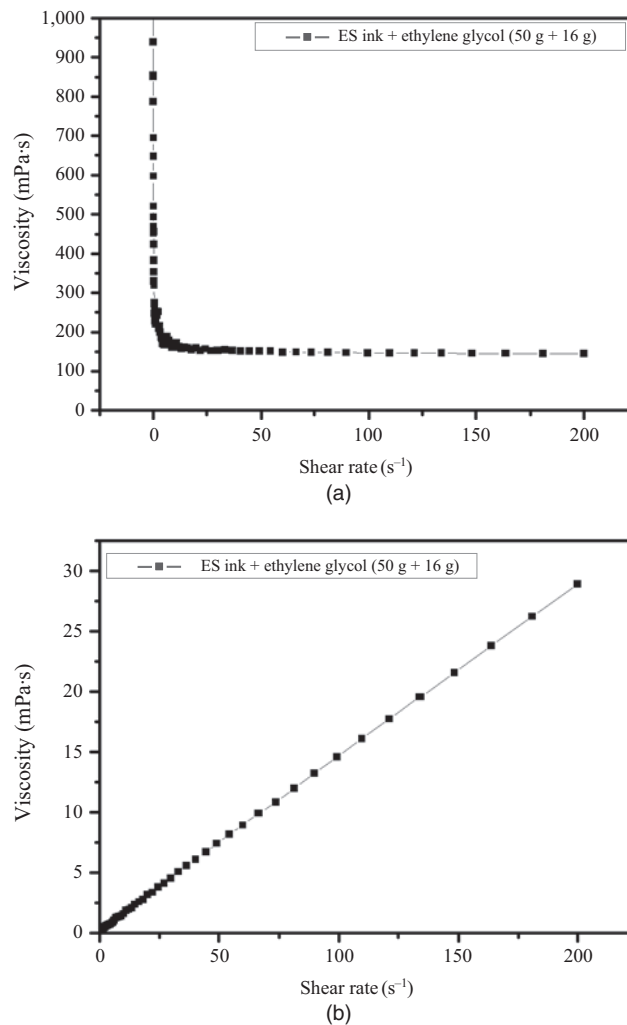 1,000
900
800
700
600
500
400
300
200
100
0
Viscosity (mPa·s)
ES ink + ethylene glycol (50 g + 16 g)
0 50 100 150 200
Shear rate (s⁻¹)
(a)
30
25
20
15
10
5
0
Viscosity (mPa·s)
ES ink + ethylene glycol (50 g + 16 g)
0 50 100 150 200
Shear rate (s⁻¹)
(b)